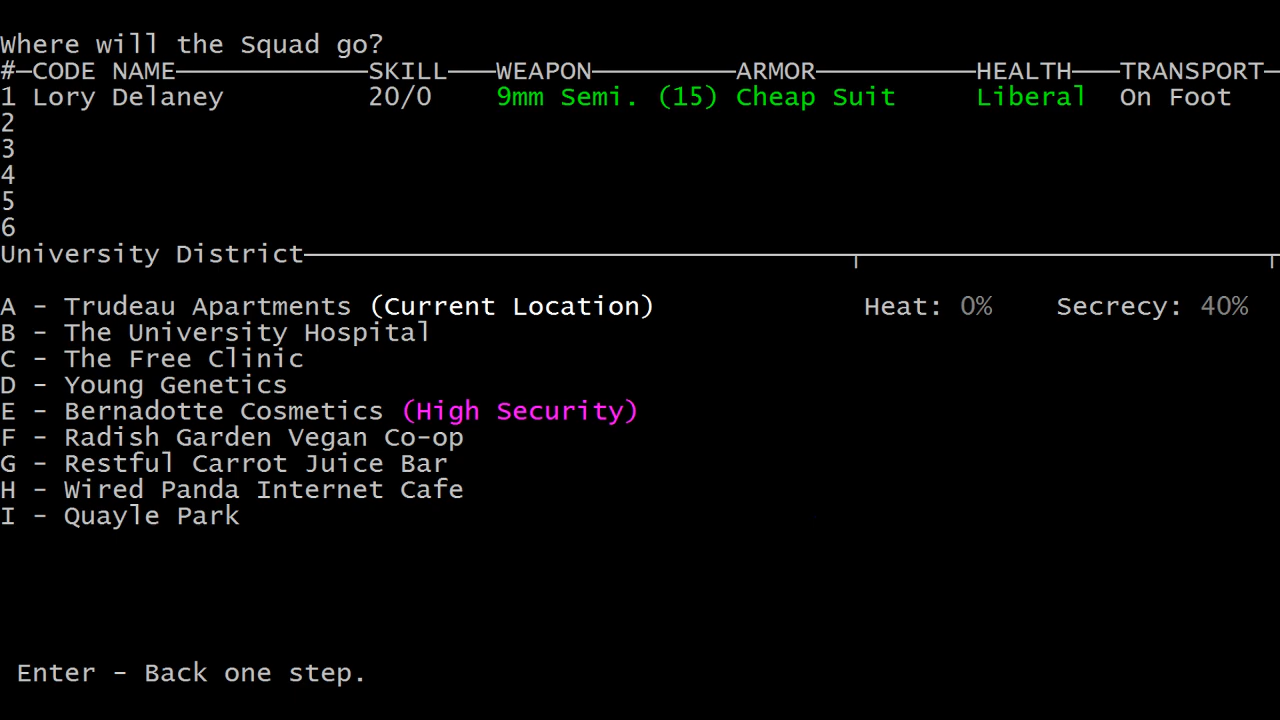 Where will the Squad go?
#—CODE NAME————————————SKILL———WEAPON—————————ARMOR——————————HEALTH———TRANSPORT—
1 Lory Delaney 20/0 9mm Semi. (15) Cheap Suit Liberal On Foot
2
3
4
5
6
University District
A - Trudeau Apartments (Current Location) Heat: 0% Secrecy: 40%
B - The University Hospital
C - The Free Clinic
D - Young Genetics
E - Bernadotte Cosmetics (High Security)
F - Radish Garden Vegan Co-op
G - Restful Carrot Juice Bar
H - Wired Panda Internet Cafe
I - Quayle Park
Enter - Back one step.